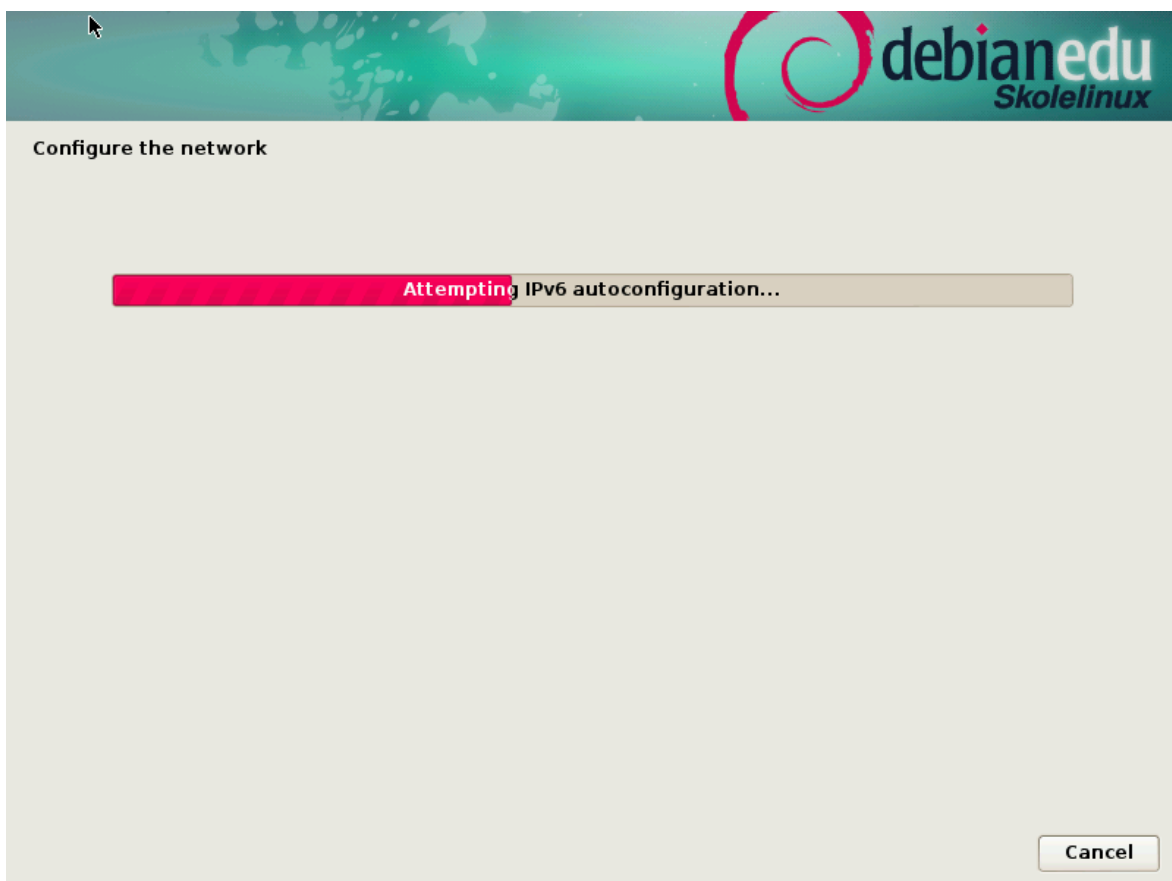 debianedu
Skolelinux
Configure the network
Attempting IPv6 autoconfiguration...
Cancel